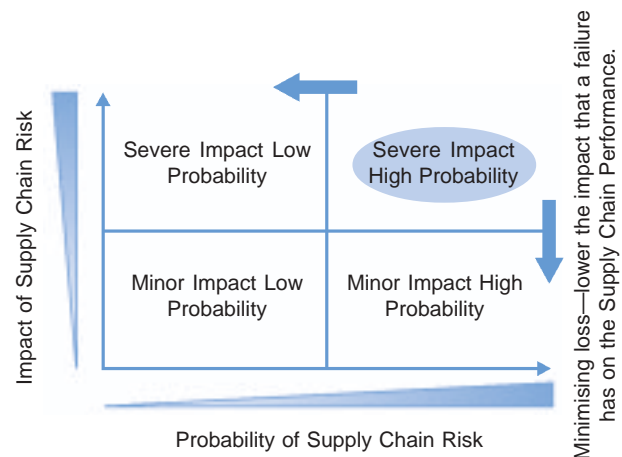 Impact of Supply Chain Risk
Severe Impact Low
Probability
Severe Impact
High Probability
Minor Impact Low
Probability
Minor Impact High
Probability
Probability of Supply Chain Risk
Minimising loss—lower the impact that a failure
has on the Supply Chain Performance.